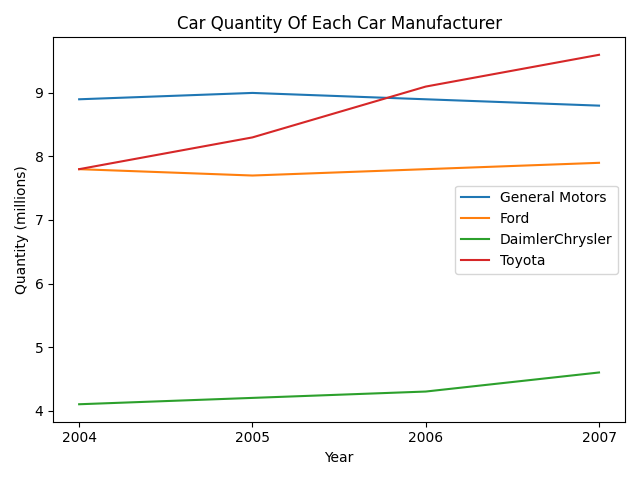 Car Quantity Of Each Car Manufacturer
Quantity (millions)
9
8
7
6
5
4
General Motors
Ford
DaimlerChrysler
Toyota
2004
2005
2006
2007
Year